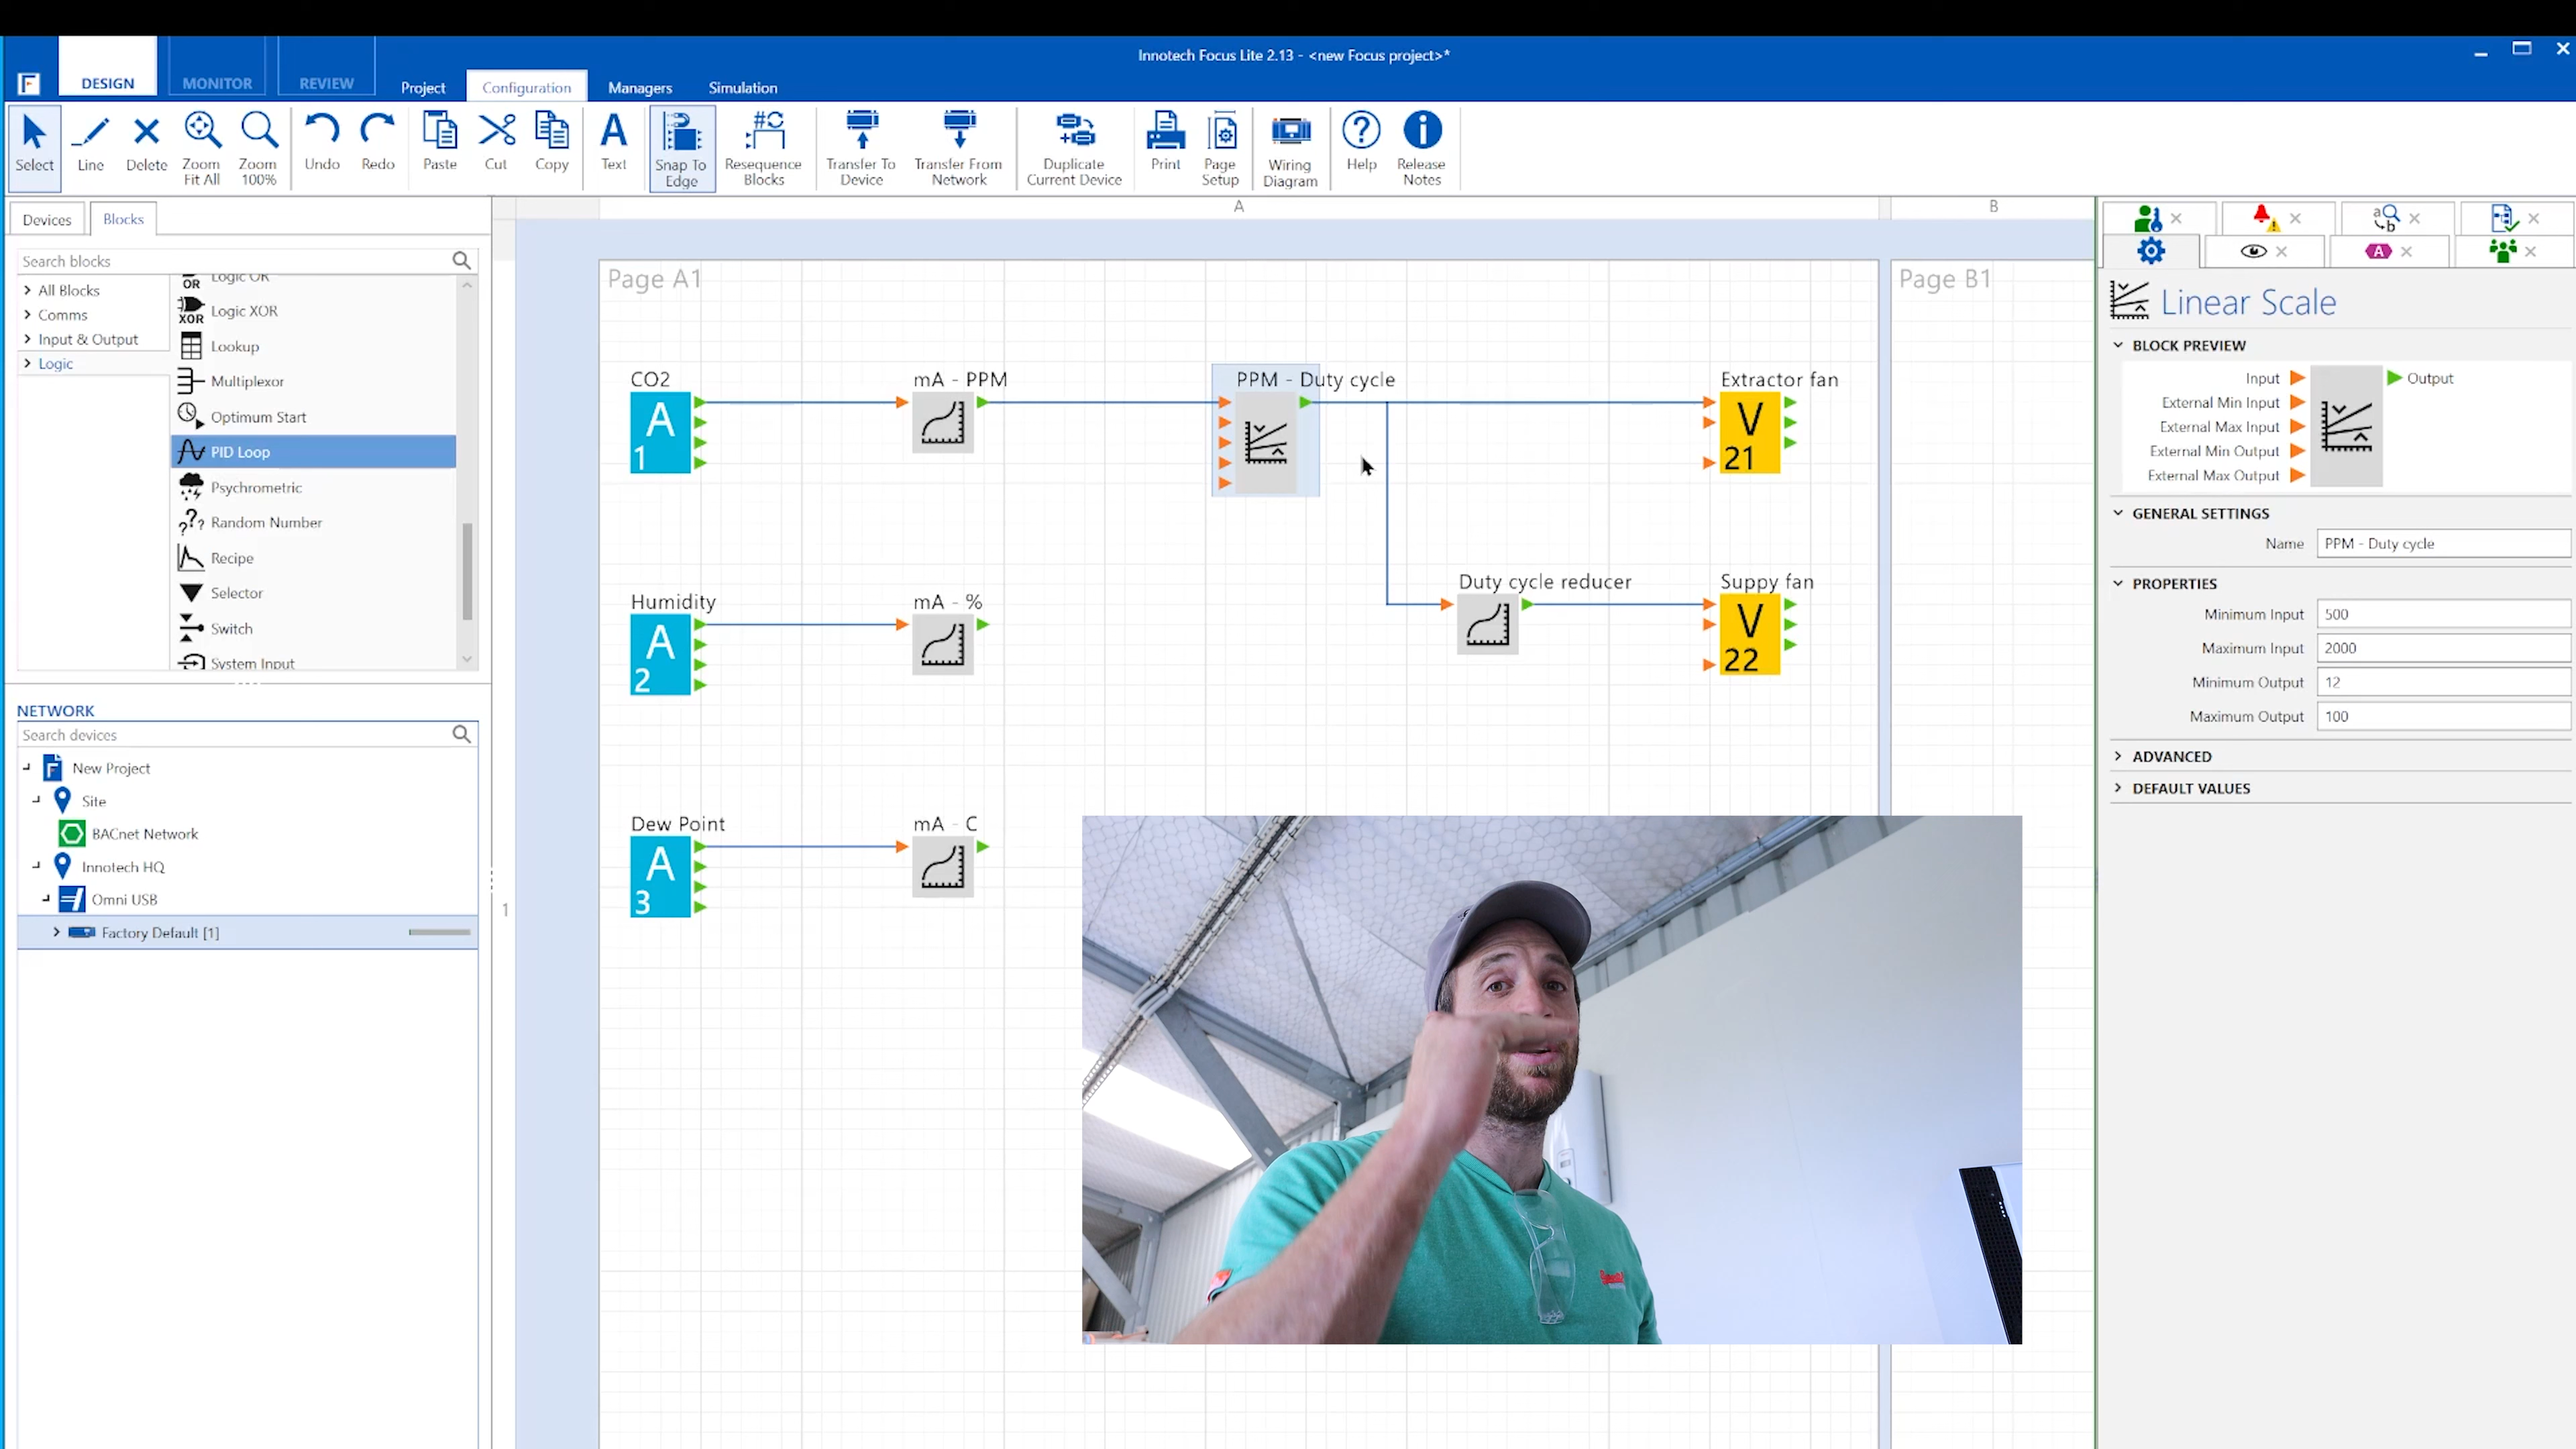 Innotech Focus Lite 2.13 - <new Focus project>*
DESIGN
MONITOR
REVIEW
Project
Configuration
Managers
Simulation
Select
Line
Delete
Zoom Fit All
Zoom 100%
Undo
Redo
Paste
Cut
Copy
A
Text
Snap To Edge
Resequence Blocks
Transfer To Device
Transfer From Network
Duplicate Current Device
Print
Page Setup
Wiring Diagram
Help
Release Notes
Devices
Blocks
Search blocks
All Blocks
Comms
Input & Output
Logic
OR Logic OR
XOR Logic XOR
Lookup
Multiplexor
Optimum Start
PID Loop
Psychrometric
Random Number
Recipe
Selector
Switch
System Input
NETWORK
Search devices
New Project
Site
BACnet Network
Innotech HQ
Omni USB
Factory Default [1]
A
B
1
Page A1
Page B1
CO2
A
1
mA - PPM
PPM - Duty cycle
Extractor fan
V
21
Humidity
A
2
mA - %
Duty cycle reducer
Suppy fan
V
22
Dew Point
A
3
mA - C
Linear Scale
BLOCK PREVIEW
Input
Output
External Min Input
External Max Input
External Min Output
External Max Output
GENERAL SETTINGS
Name PPM - Duty cycle
PROPERTIES
Minimum Input 500
Maximum Input 2000
Minimum Output 12
Maximum Output 100
ADVANCED
DEFAULT VALUES